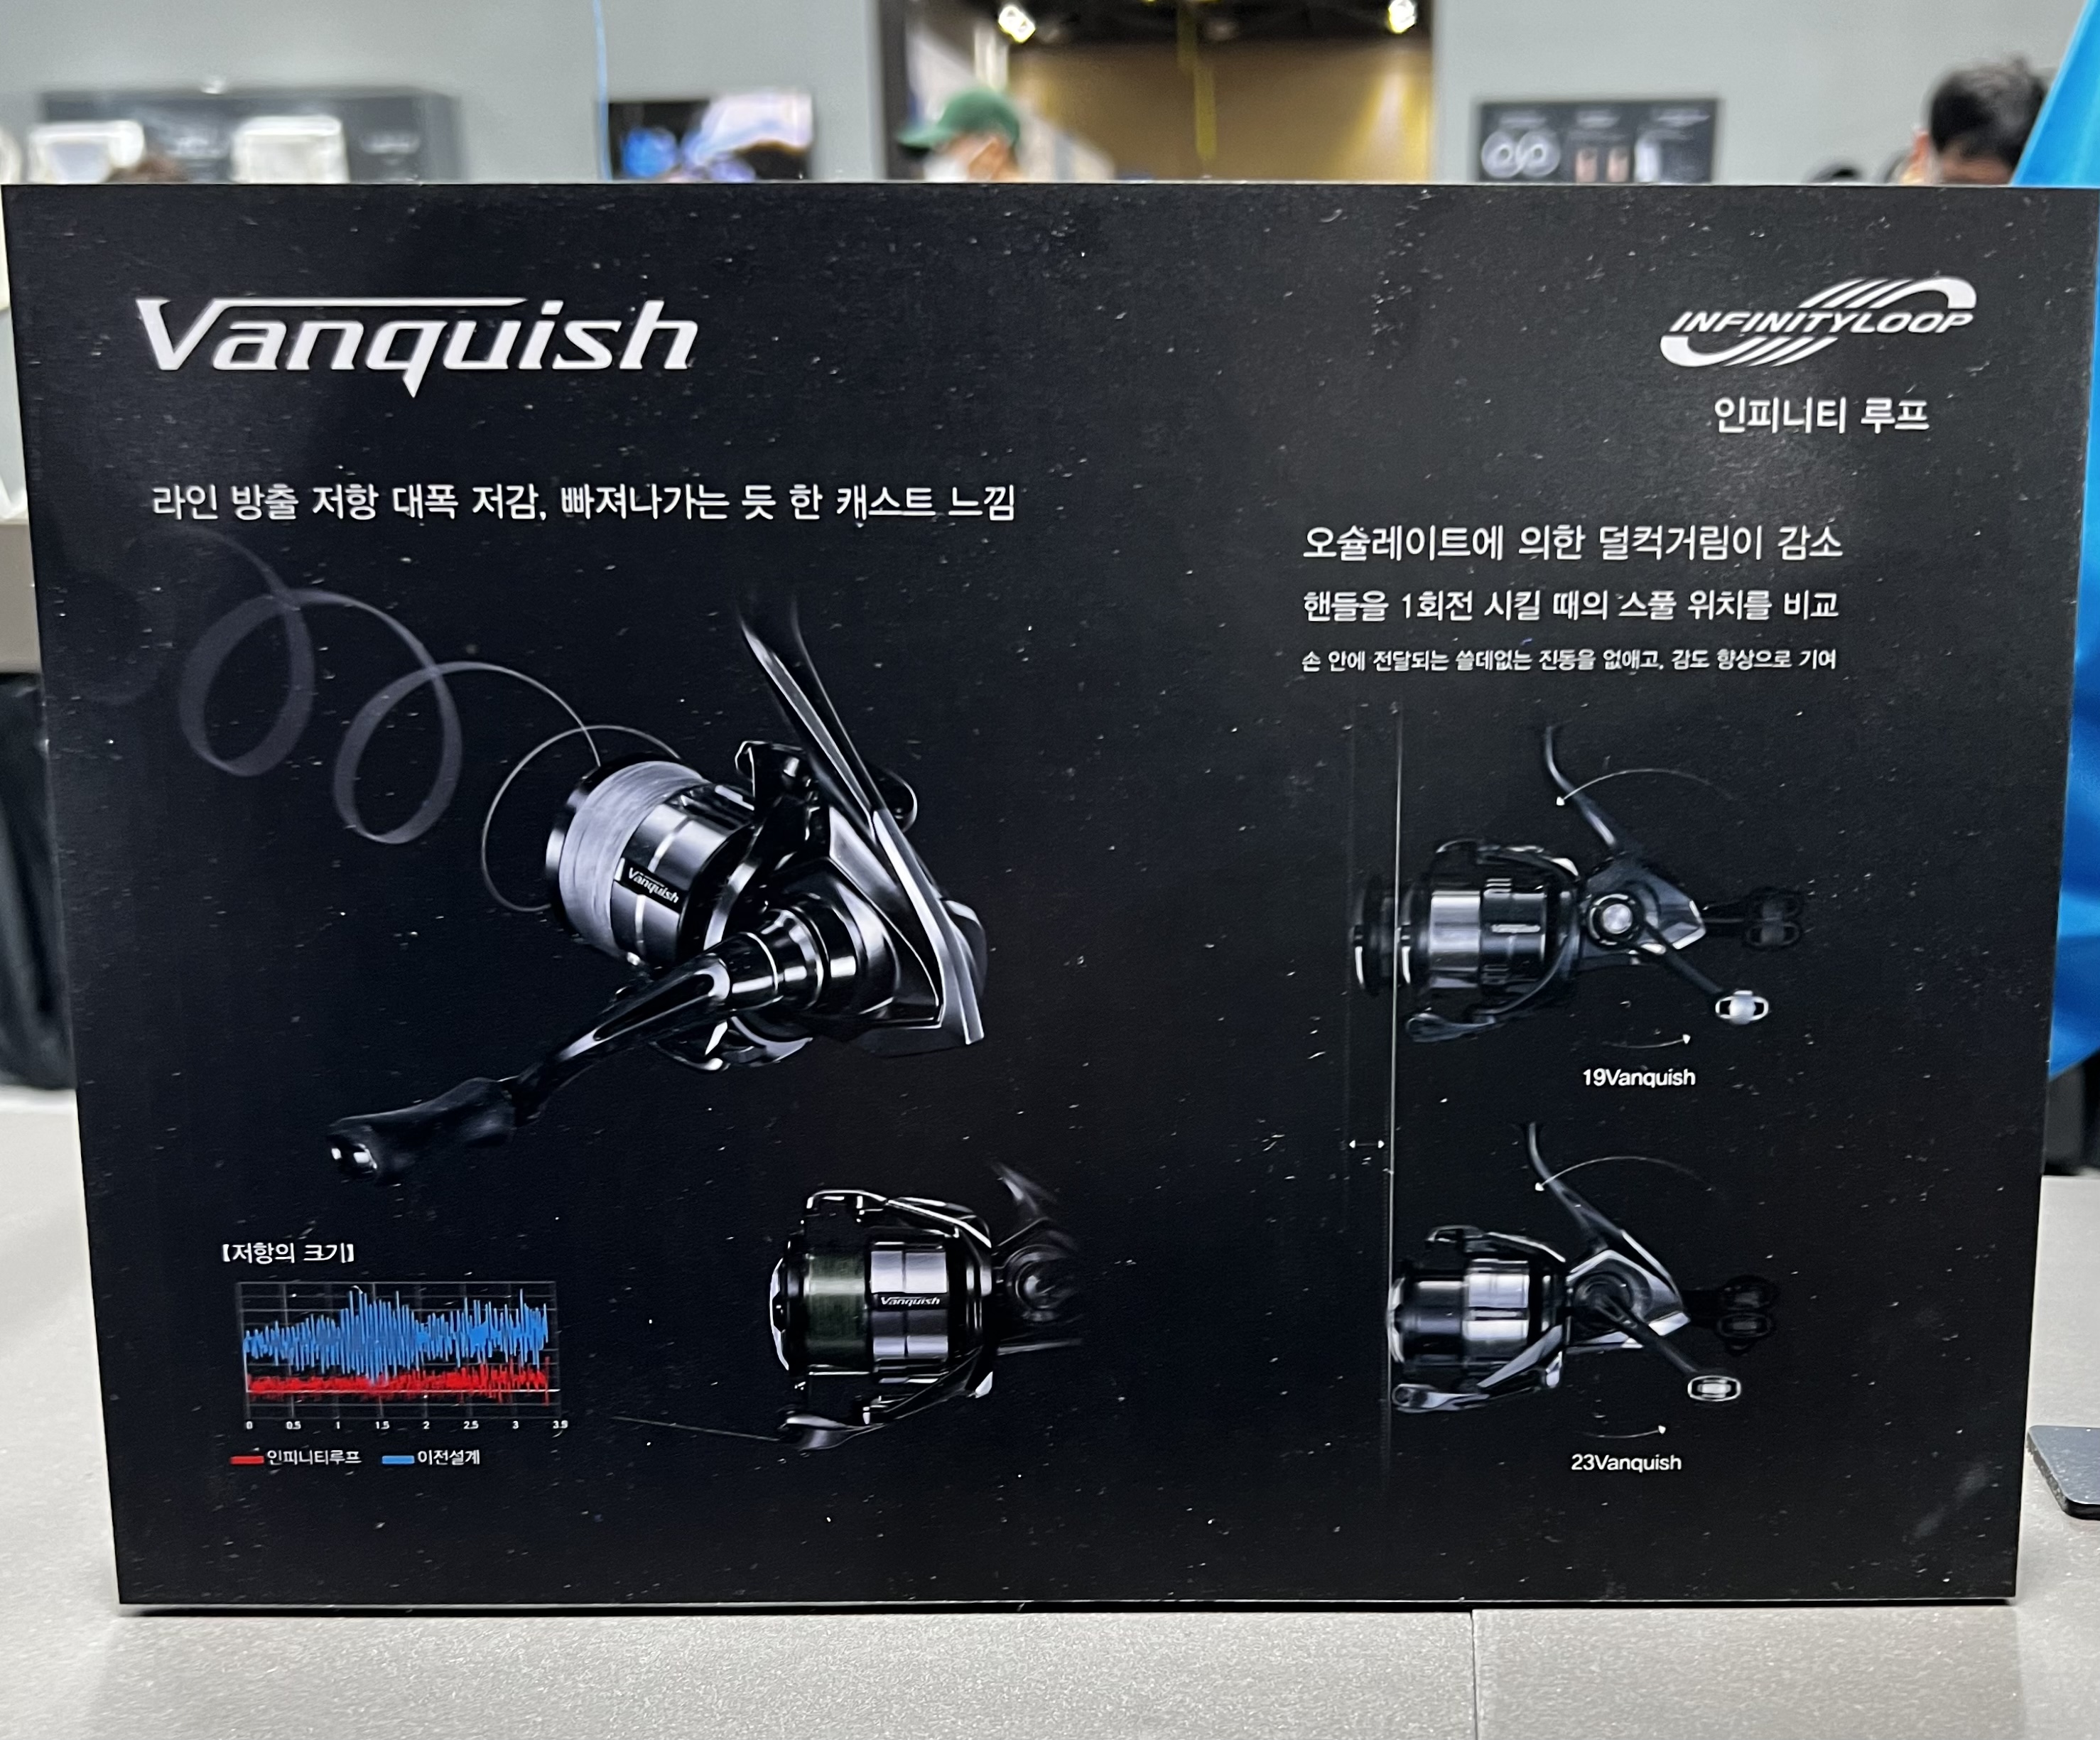 Vanquish
INFINITYLOOP
인피니티 루프
라인 방출 저항 대폭 저감, 빠져나가는 듯 한 캐스트 느낌
오슐레이트에 의한 덜컥거림이 감소
핸들을 1회전 시킬 때의 스풀 위치를 비교
손 안에 전달되는 쓸데없는 진동을 없애고, 감도 향상으로 기여
Vanquish
19Vanquish
Vanquish
【저항의 크기】
0 0.5 1 1.5 2 2.5 3 3.5
인피니티루프 이전설계
23Vanquish